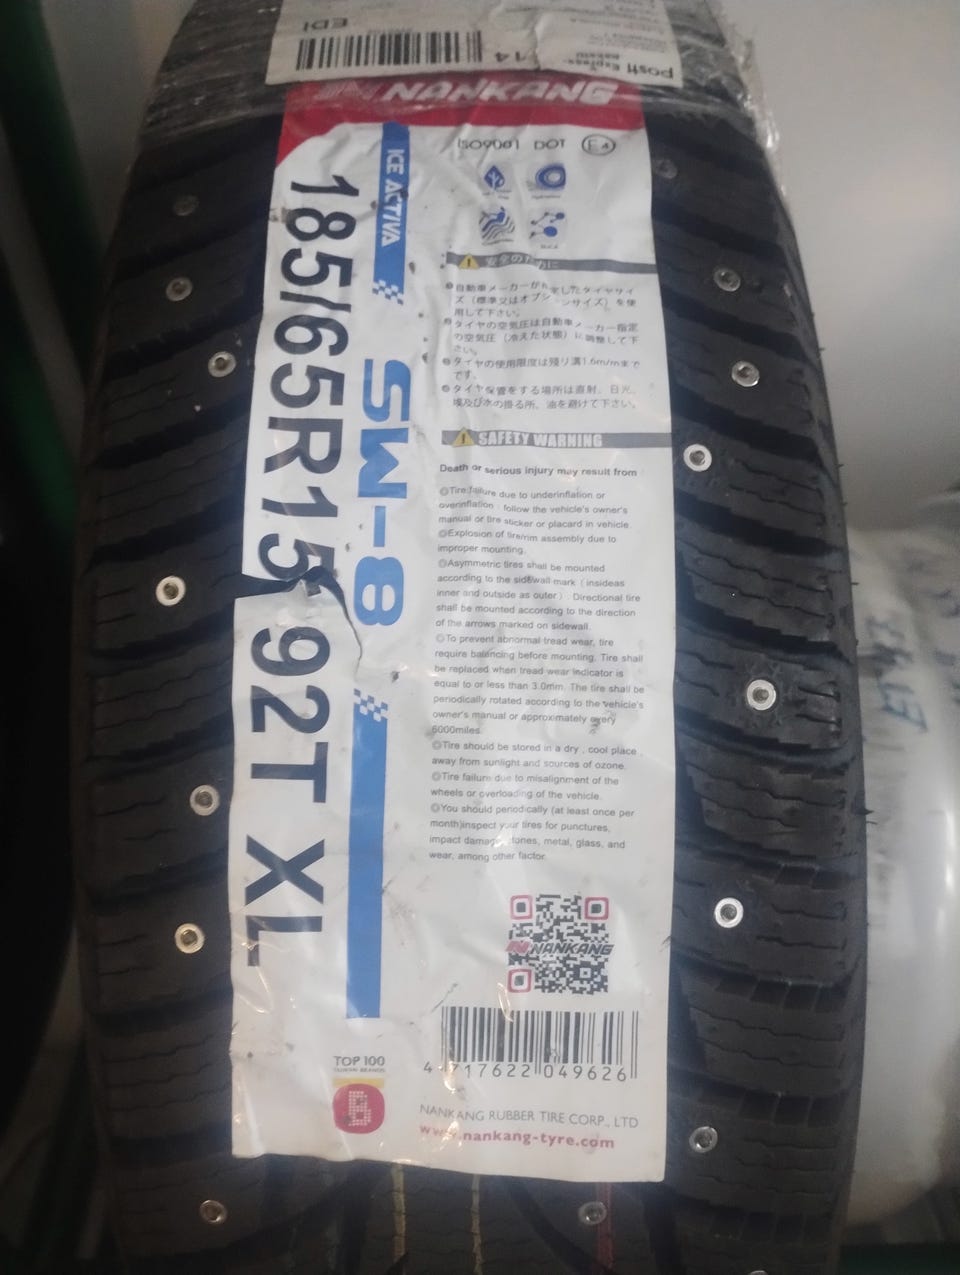 EDI
14
posti Express-
NANKANG
ISO9001 DOT E4
ICE ACTIVA
185/65R15 92T XL
SW-8
安全のために
自動車メーカーが
したタイヤサイ
ズ（標準又はオプションサイズ）を使
用して下さい。
タイヤの空気圧は自動車メーカー指定
の空気圧（冷えた状態）に調整して下
さい。
タイヤの使用限度は残り溝1.6m/mまで
です。
タイヤ保管をする場所は直射、日光、
埃及び水の掛る所、油を避けて下さい。
SAFETY WARNING
Death or serious injury may result from :
◎Tire failure due to underinflation or
overinflation : follow the vehicle's owner's
manual or tire sticker or placard in vehicle.
◎Explosion of tire/rim assembly due to
improper mounting.
◎Asymmetric tires shall be mounted
according to the sidewall mark ( insideas
inner and outside as outer ) . Directional tire
shall be mounted according to the direction
of the arrows marked on sidewall.
◎To prevent abnormal tread wear, tire
require balancing before mounting. Tire shall
be replaced when tread wear indicator is
equal to or less than 3.0mm. The tire shall be
periodically rotated according to the vehicle's
owner's manual or approximately every
6000miles.
◎Tire should be stored in a dry , cool place ,
away from sunlight and sources of ozone.
◎Tire failure due to misalignment of the
wheels or overloading of the vehicle.
◎You should periodically (at least once per
month)inspect your tires for punctures,
impact damage, stones, metal, glass, and
wear, among other factor.
NANKANG
4 717622 049626
TOP 100
TAIWAN BRANDS
NANKANG RUBBER TIRE CORP., LTD
www.nankang-tyre.com